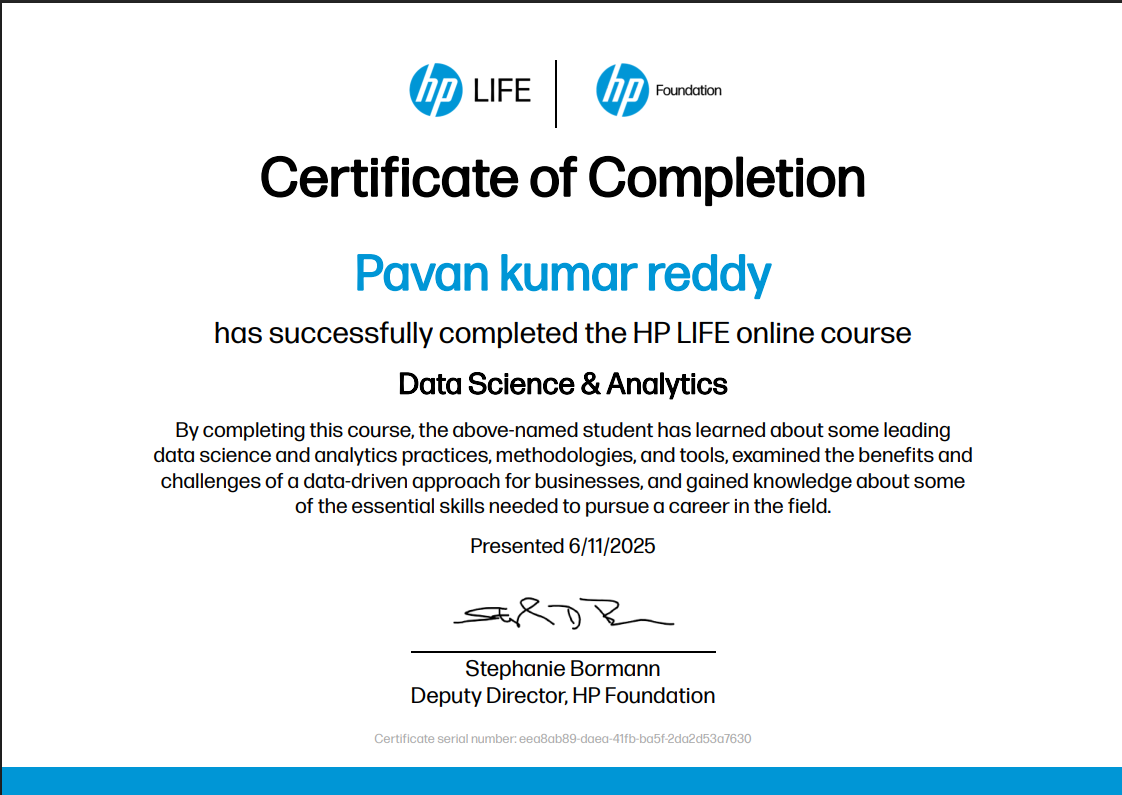 hp LIFE
hp Foundation
Certificate of Completion
Pavan kumar reddy
has successfully completed the HP LIFE online course
Data Science & Analytics
By completing this course, the above-named student has learned about some leading
data science and analytics practices, methodologies, and tools, examined the benefits and
challenges of a data-driven approach for businesses, and gained knowledge about some
of the essential skills needed to pursue a career in the field.
Presented 6/11/2025
Stephanie Bormann
Deputy Director, HP Foundation
Certificate serial number: eea8ab89-daea-41fb-ba5f-2da2d53a7630